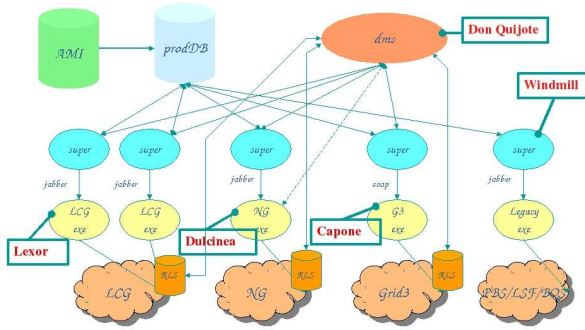 Don Quijote
AMI
prodDB
dms
Windmill
super
super
super
super
super
jabber
jabber
jabber
soap
jabber
LCG
exe
LCG
exe
NG
exe
G3
exe
Legacy
exe
Lexor
Dulcinea
Capone
RLS
RLS
RLS
LCG
NG
Grid3
PBS/LSF/BQS